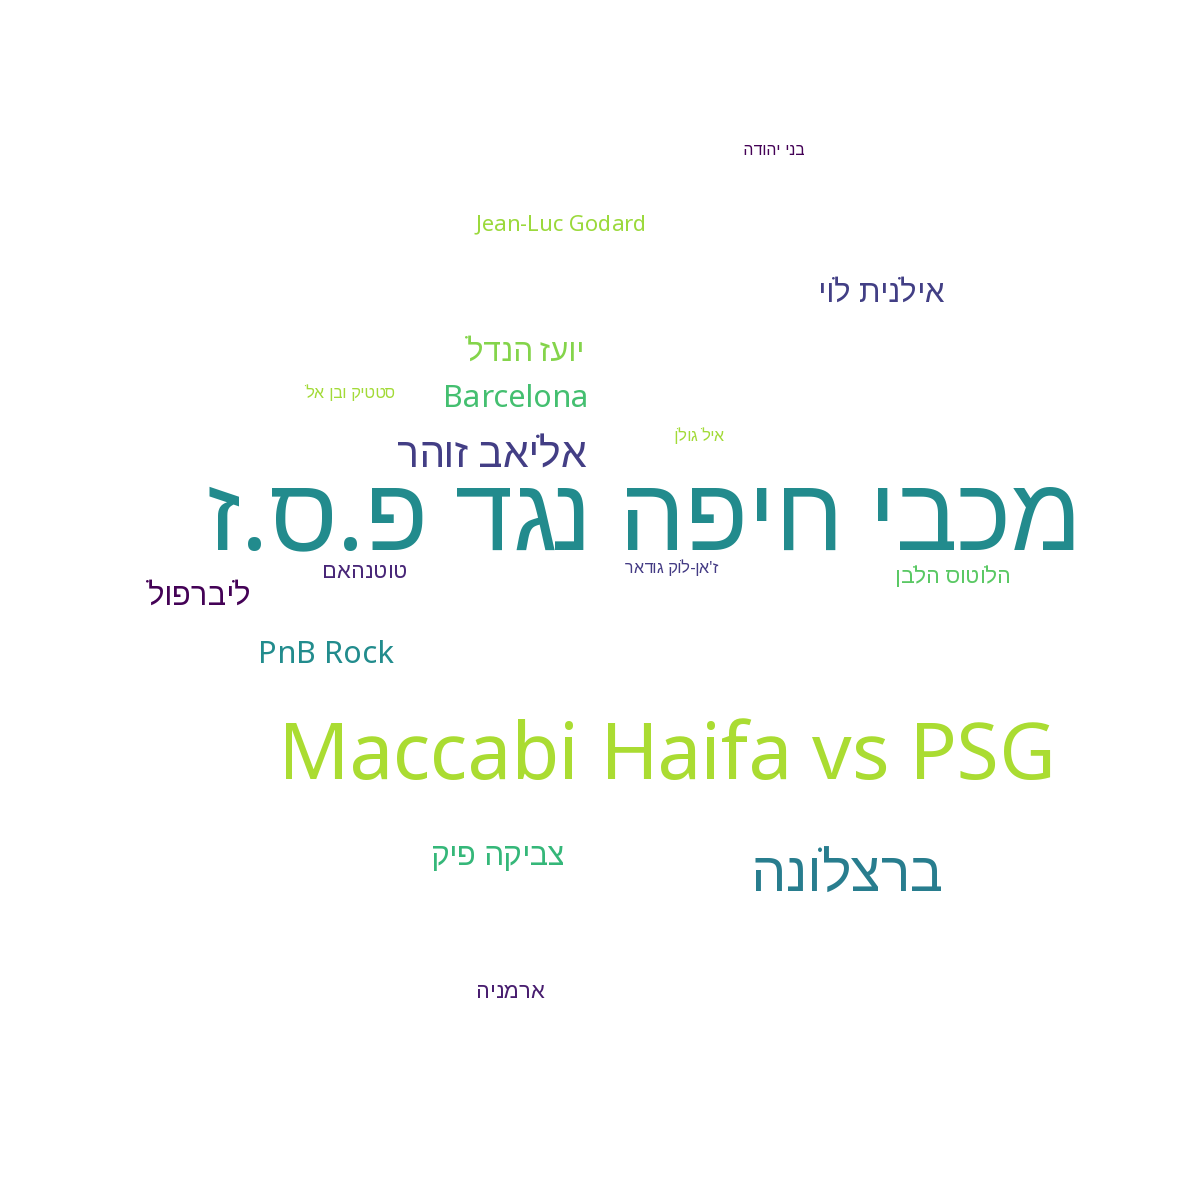 בני יהודה
Jean-Luc Godard
אילנית לוי
יועז הנדל
סטטיק ובן אל
Barcelona
איל גולן
אליאב זוהר
מכבי חיפה נגד פ.ס.ז
טוטנהאם
ז'אן-לוק גודאר
הלוטוס הלבן
ליברפול
PnB Rock
Maccabi Haifa vs PSG
צביקה פיק
ברצלונה
ארמניה